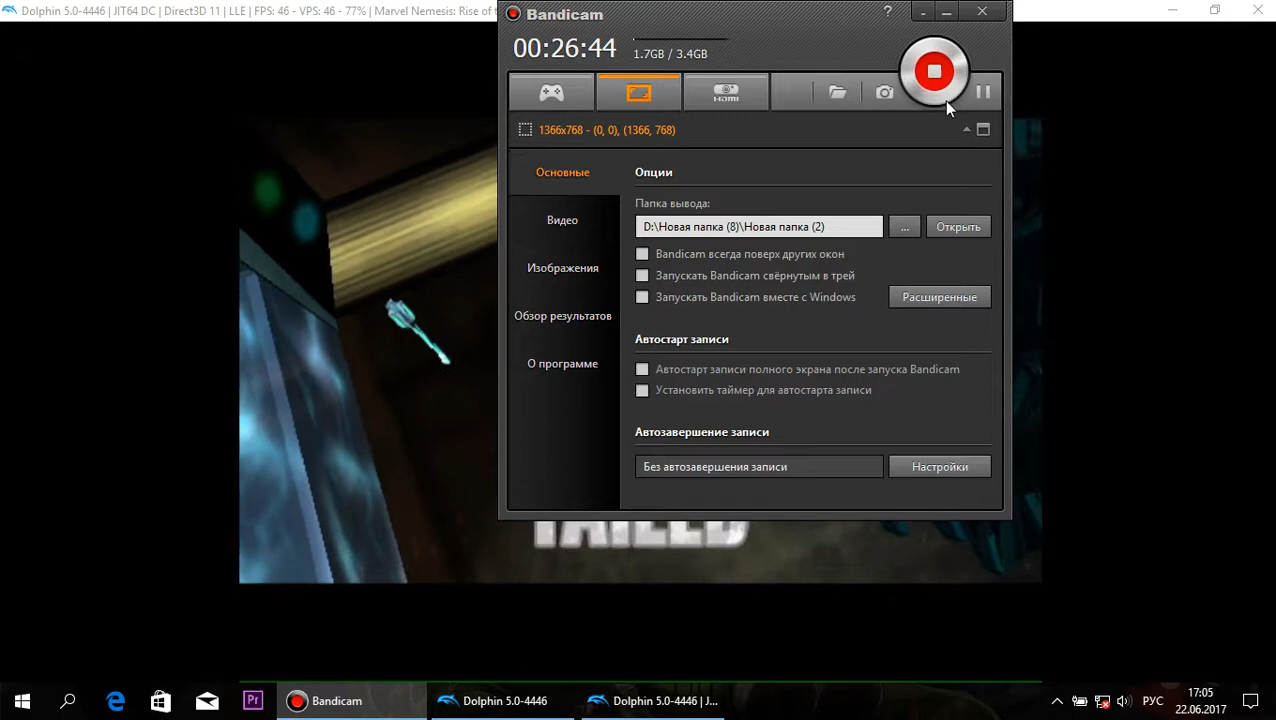 Dolphin 5.0-4446 | JIT64 DC | Direct3D 11 | LLE | FPS: 46 - VPS: 46 - 77% | Marvel Nemesis: Rise of t
Bandicam
00:26:44
1.7GB / 3.4GB
HDMI
1366x768 - (0, 0), (1366, 768)
Основные
Видео
Изображения
Обзор результатов
О программе
Опции
Папка вывода:
D:\Новая папка (8)\Новая папка (2)
...
Открыть
Bandicam всегда поверх других окон
Запускать Bandicam свёрнутым в трей
Запускать Bandicam вместе с Windows
Расширенные
Автостарт записи
Автостарт записи полного экрана после запуска Bandicam
Установить таймер для автостарта записи
Автозавершение записи
Без автозавершения записи
Настройки
Pr
Bandicam
Dolphin 5.0-4446
Dolphin 5.0-4446 | J...
РУС
17:05
22.06.2017